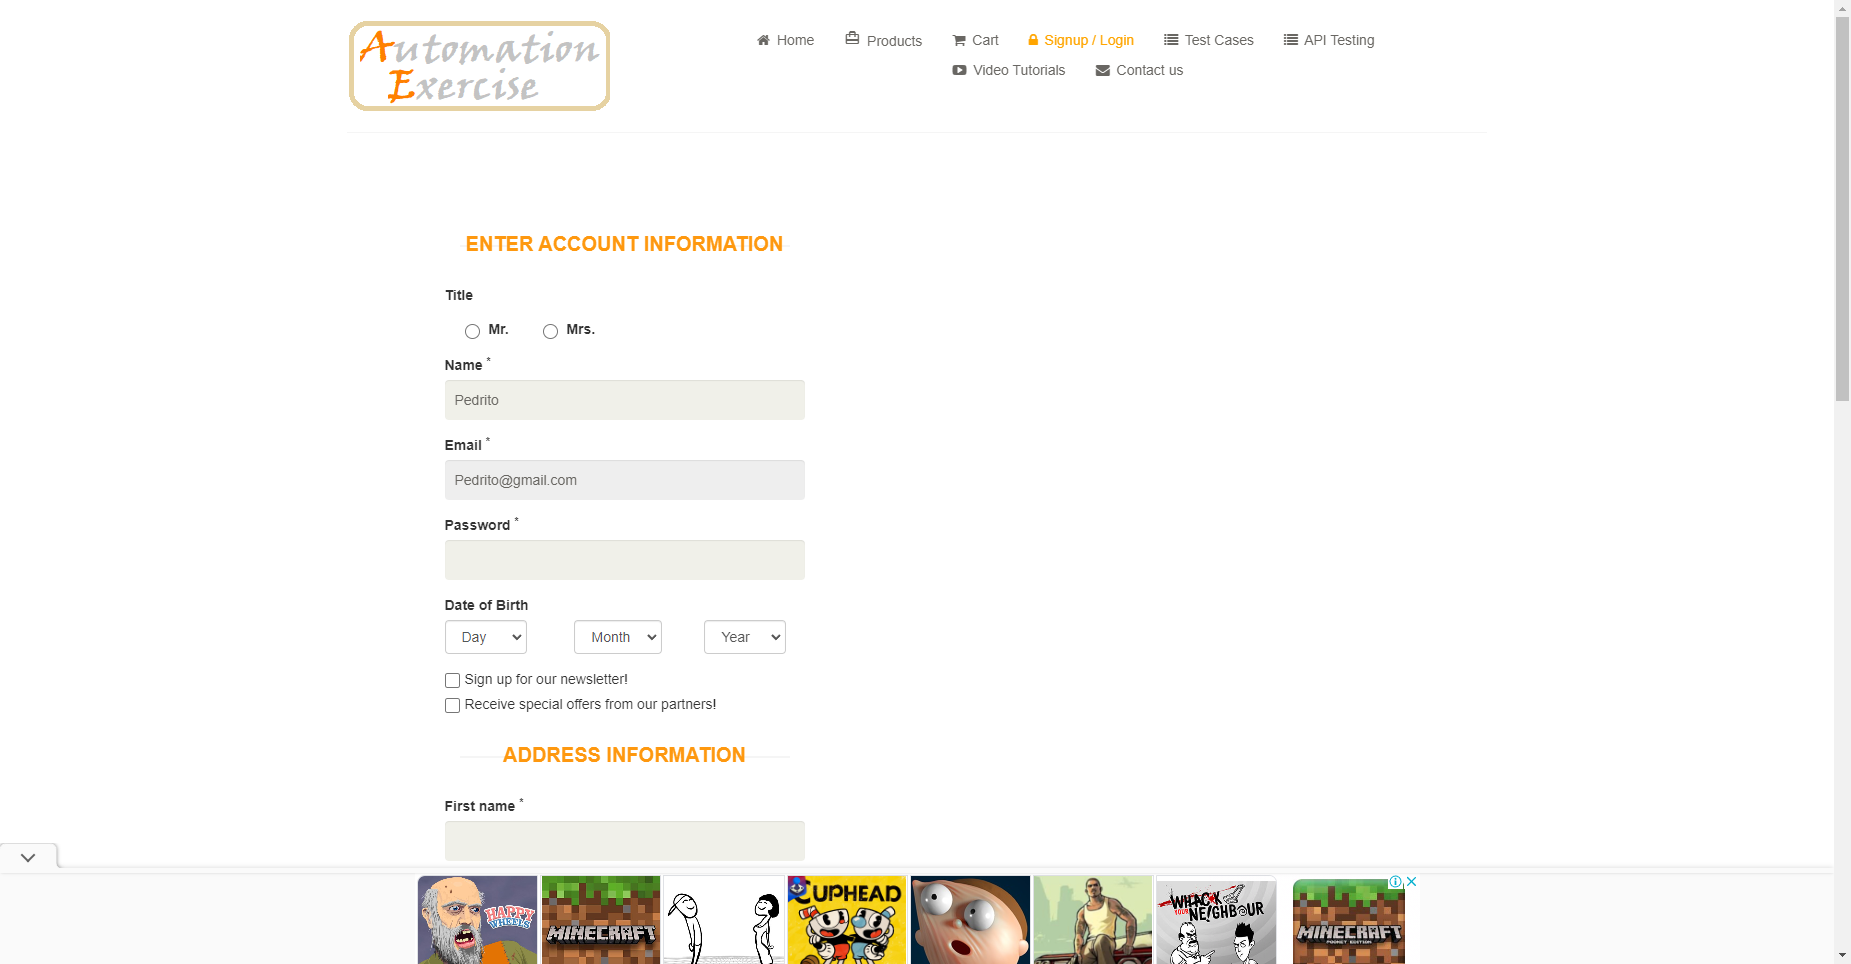 Automation
Exercise
Home
Products
Cart
Signup / Login
Test Cases
API Testing
Video Tutorials
Contact us
ENTER ACCOUNT INFORMATION
Title
Mr.
Mrs.
Name *
Pedrito
Email *
Pedrito@gmail.com
Password *
Date of Birth
Day
Month
Year
Sign up for our newsletter!
Receive special offers from our partners!
ADDRESS INFORMATION
First name *
HAPPY
WHEELS
MINECRAFT
CUPHEAD
WHACK
YOUR
NEIGHBOUR
MINECRAFT
POCKET EDITION